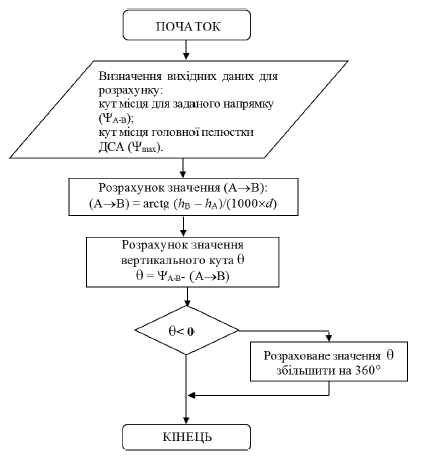 ПОЧАТОК
Визначення вихідних даних для
розрахунку:
кут місця для заданого напрямку
(ΨA-B);
кут місця головної пелюстки
ДСА (Ψmax).
Розрахунок значення (A→B):
(A→B) = arctg (hB – hA)/(1000×d)
Розрахунок значення
вертикального кута θ
θ = ΨA-B- (A→B)
θ< 0
Розраховане значення θ
збільшити на 360°
КІНЕЦЬ